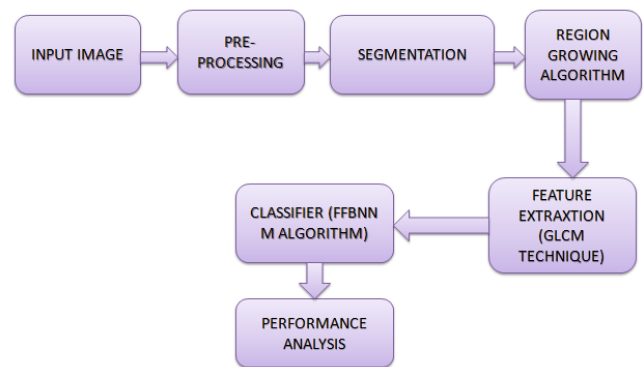 INPUT IMAGE
PRE-
PROCESSING
SEGMENTATION
REGION
GROWING
ALGORITHM
FEATURE
EXTRAXTION
(GLCM
TECHNIQUE)
CLASSIFIER (FFBNN
M ALGORITHM)
PERFORMANCE
ANALYSIS